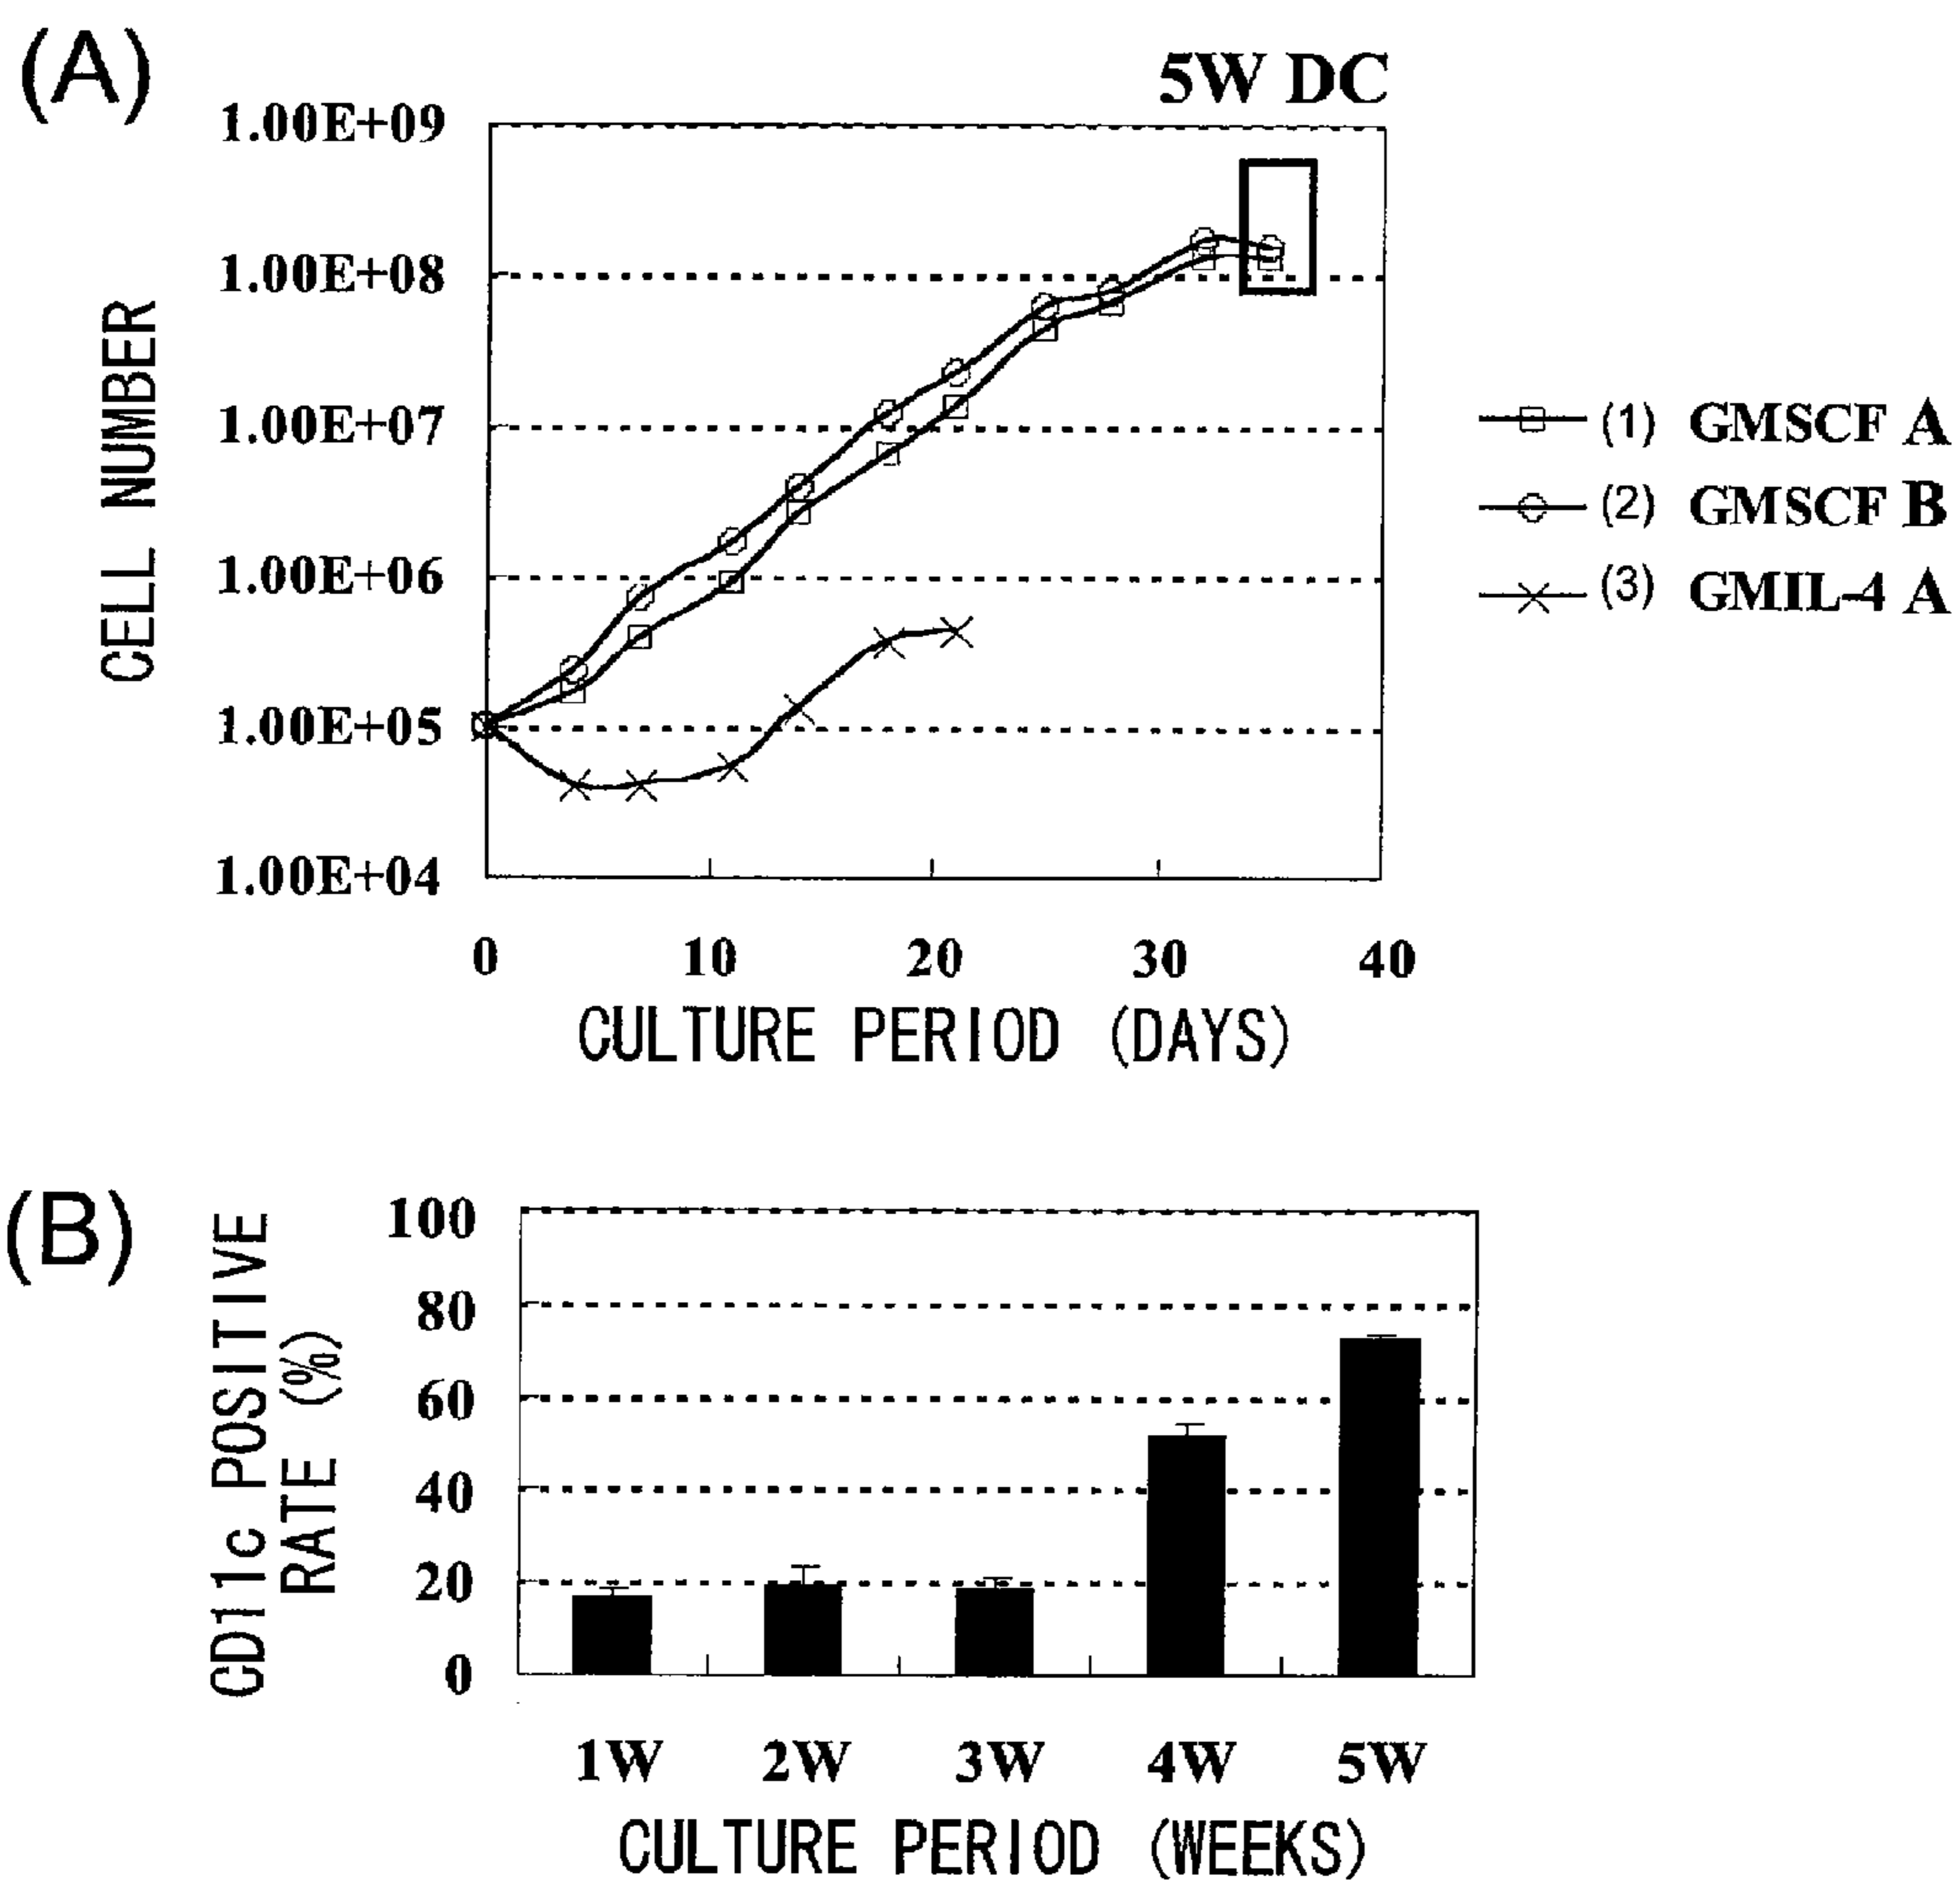 (A)
5W DC
1.00E+09
1.00E+08
1.00E+07
1.00E+06
1.00E+05
1.00E+04
CELL NUMBER
0 10 20 30 40
CULTURE PERIOD (DAYS)
(1) GMSCF A
(2) GMSCF B
(3) GMIL-4 A
(B)
CD11c POSITIVE
RATE (%)
100
80
60
40
20
0
1W 2W 3W 4W 5W
CULTURE PERIOD (WEEKS)